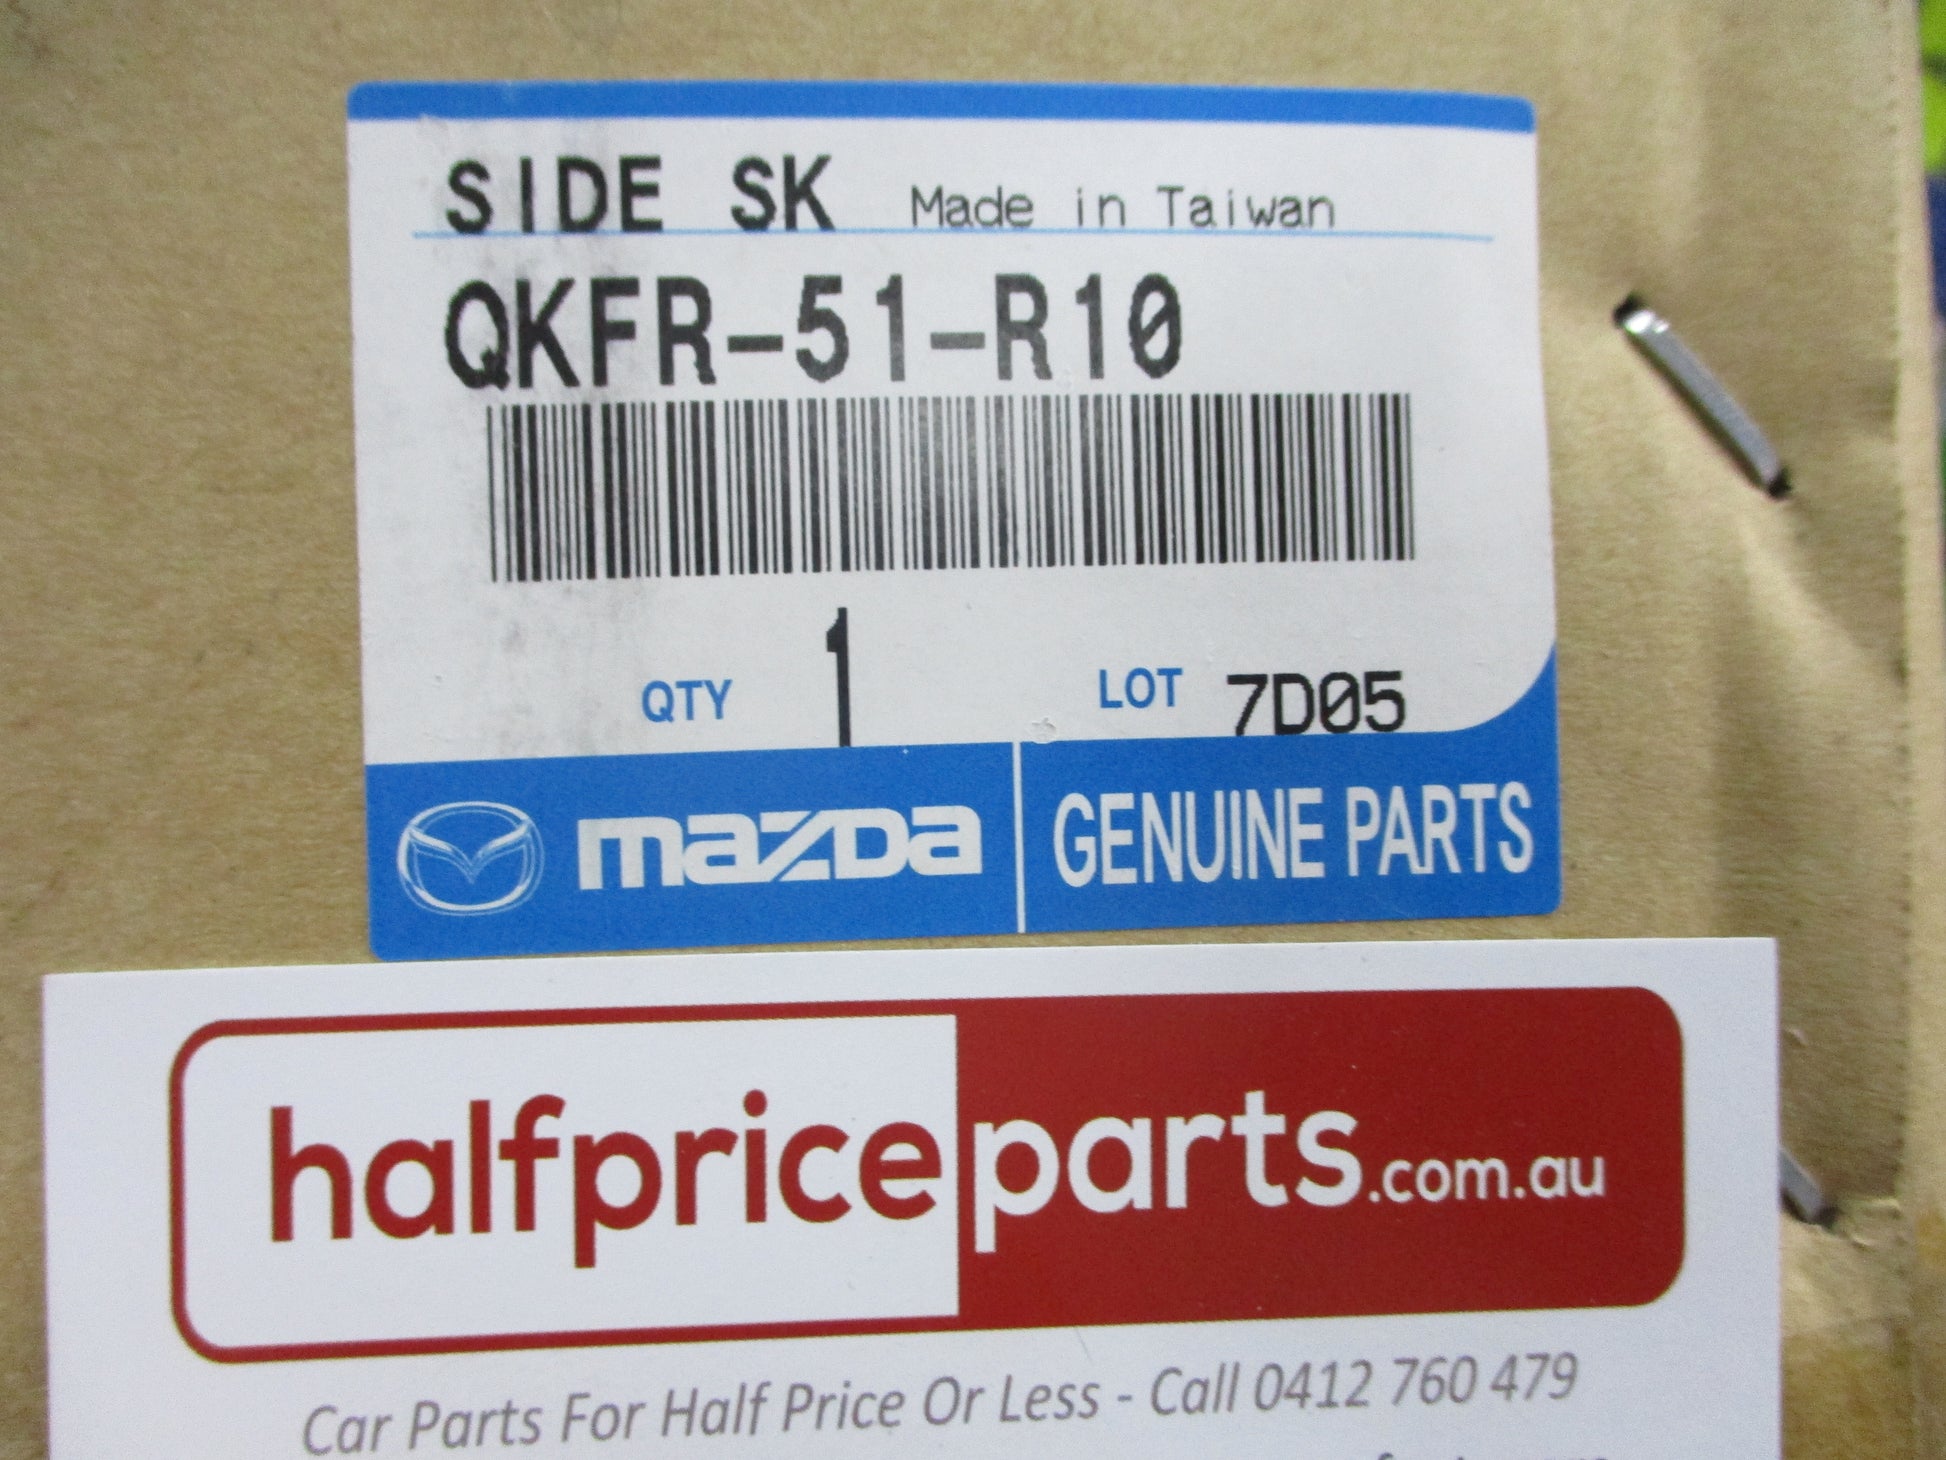 SIDE SK Made in Taiwan
QKFR-51-R10
QTY 1 LOT 7D05
mazda GENUINE PARTS
halfpriceparts.com.au
Car Parts For Half Price Or Less - Call 0412 760 479